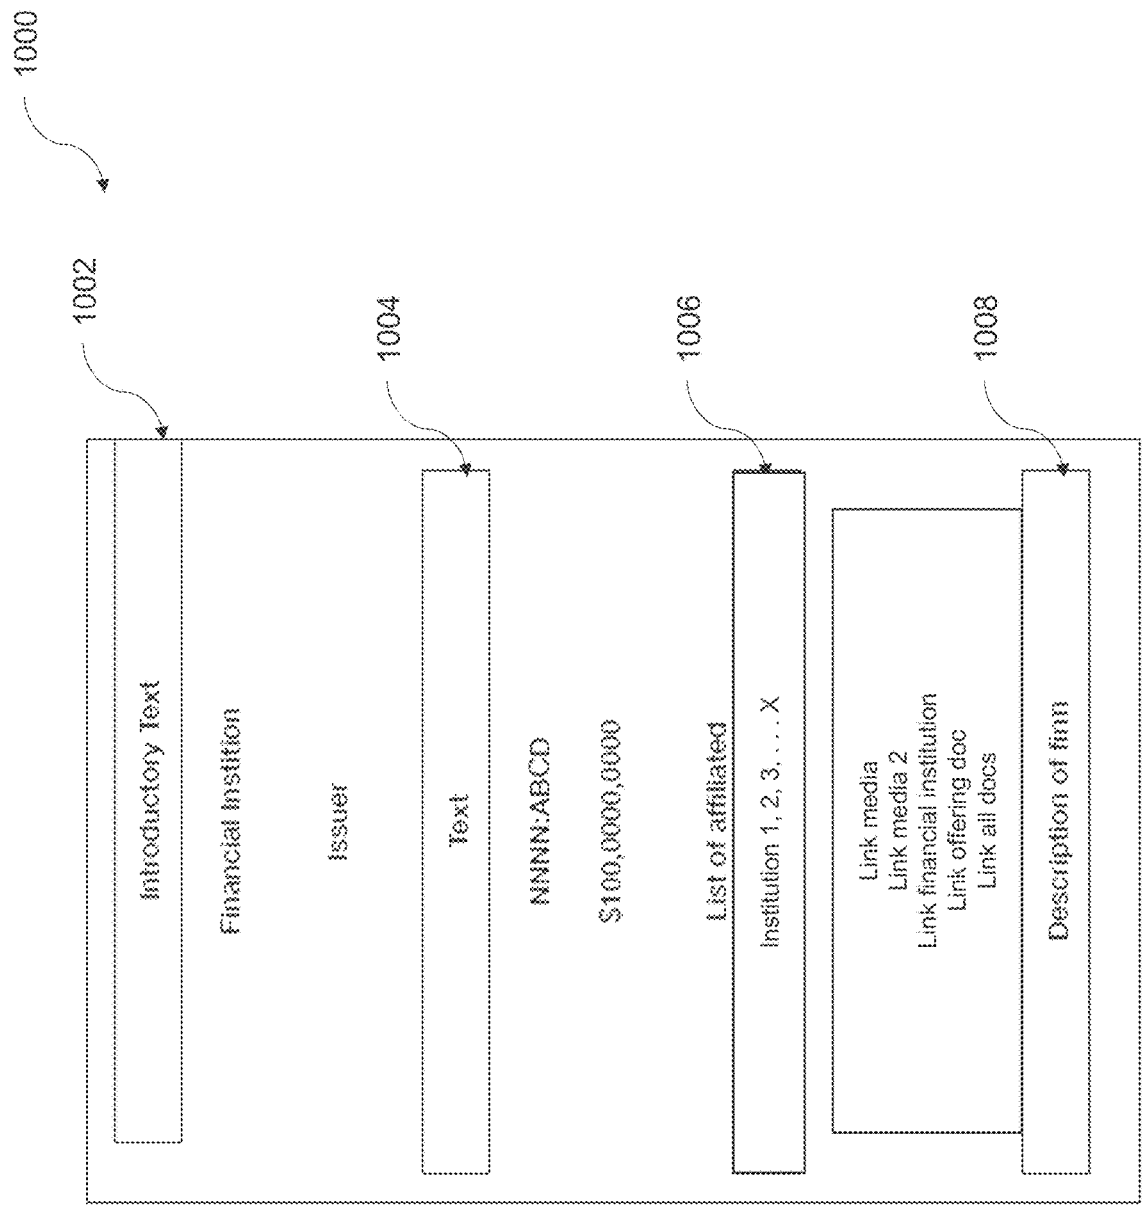 1000
1002
Introductory Text
Financial Instition
Issuer
1004
Text
NNNN:ABCD
$100,0000,0000
List of affiliated
1006
Institution 1, 2, 3, . . . X
Link media
Link media 2
Link financial institution
Link offering doc
Link all docs
1008
Description of firm